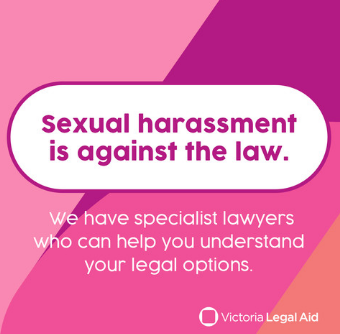 Sexual harassment
is against the law.
We have specialist lawyers
who can help you understand
your legal options.
Victoria Legal Aid